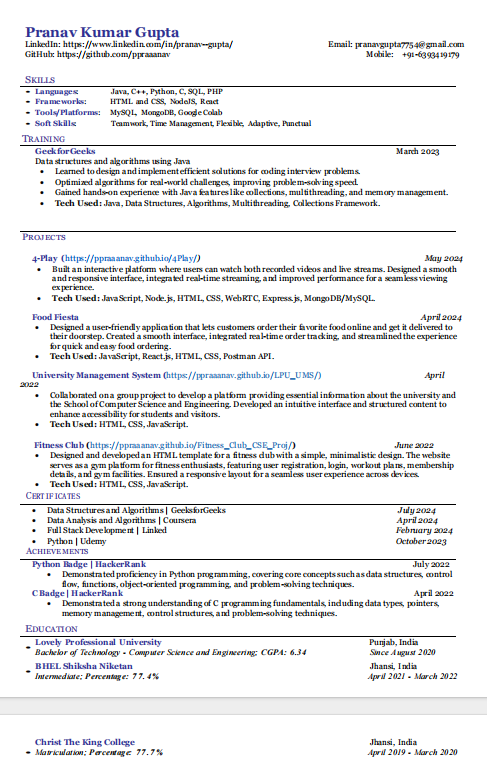 Pranav Kumar Gupta
LinkedIn: https://www.linkedin.com/in/pranav--gupta/ Email: pranavgupta7754@gmail.com
GitHub: https://github.com/ppraaanav Mobile: +91-6393419179
SKILLS
Languages: Java, C++, Python, C, SQL, PHP
Frameworks: HTML and CSS, NodeJS, React
Tools/Platforms: MySQL, MongoDB, Google Colab
Soft Skills: Teamwork, Time Management, Flexible, Adaptive, Punctual
TRAINING
GeekforGeeks March 2023
Data structures and algorithms using Java
• Learned to design and implement efficient solutions for coding interview problems.
• Optimized algorithms for real-world challenges, improving problem-solving speed.
• Gained hands-on experience with Java features like collections, multithreading, and memory management.
• Tech Used: Java, Data Structures, Algorithms, Multithreading, Collections Framework.
PROJECTS
4-Play (https://ppraaanav.github.io/4Play/) May 2024
• Built an interactive platform where users can watch both recorded videos and live streams. Designed a smooth
and responsive interface, integrated real-time streaming, and improved performance for a seamless viewing
experience.
• Tech Used: JavaScript, Node.js, HTML, CSS, WebRTC, Express.js, MongoDB/MySQL.
Food Fiesta April 2024
• Designed a user-friendly application that lets customers order their favorite food online and get it delivered to
their doorstep. Created a smooth interface, integrated real-time order tracking, and streamlined the experience
for quick and easy food ordering.
• Tech Used: JavaScript, React.js, HTML, CSS, Postman API.
University Management System (https://ppraaanav.github.io/LPU_UMS/) April
2022
• Collaborated on a group project to develop a platform providing essential information about the university and
the School of Computer Science and Engineering. Developed an intuitive interface and structured content to
enhance accessibility for students and visitors.
• Tech Used: HTML, CSS, JavaScript.
Fitness Club (https://ppraaanav.github.io/Fitness_Club_CSE_Proj/) June 2022
• Designed and developed an HTML template for a fitness club with a simple, minimalistic design. The website
serves as a gym platform for fitness enthusiasts, featuring user registration, login, workout plans, membership
details, and gym facilities. Ensured a responsive layout for a seamless user experience across devices.
• Tech Used: HTML, CSS, JavaScript.
CERTIFICATES
• Data Structures and Algorithms | GeeksforGeeks July 2024
• Data Analysis and Algorithms | Coursera April 2024
• Full Stack Development | Linked February 2024
• Python | Udemy October 2023
ACHIEVEMENTS
Python Badge | HackerRank July 2022
• Demonstrated proficiency in Python programming, covering core concepts such as data structures, control
flow, functions, object-oriented programming, and problem-solving techniques.
C Badge | HackerRank April 2022
• Demonstrated a strong understanding of C programming fundamentals, including data types, pointers,
memory management, control structures, and problem-solving techniques.
EDUCATION
Lovely Professional University Punjab, India
Bachelor of Technology - Computer Science and Engineering; CGPA: 6.34 Since August 2020
BHEL Shiksha Niketan Jhansi, India
Intermediate; Percentage: 77.4% April 2021 - March 2022
Christ The King College Jhansi, India
Matriculation; Percentage: 77.7% April 2019 - March 2020